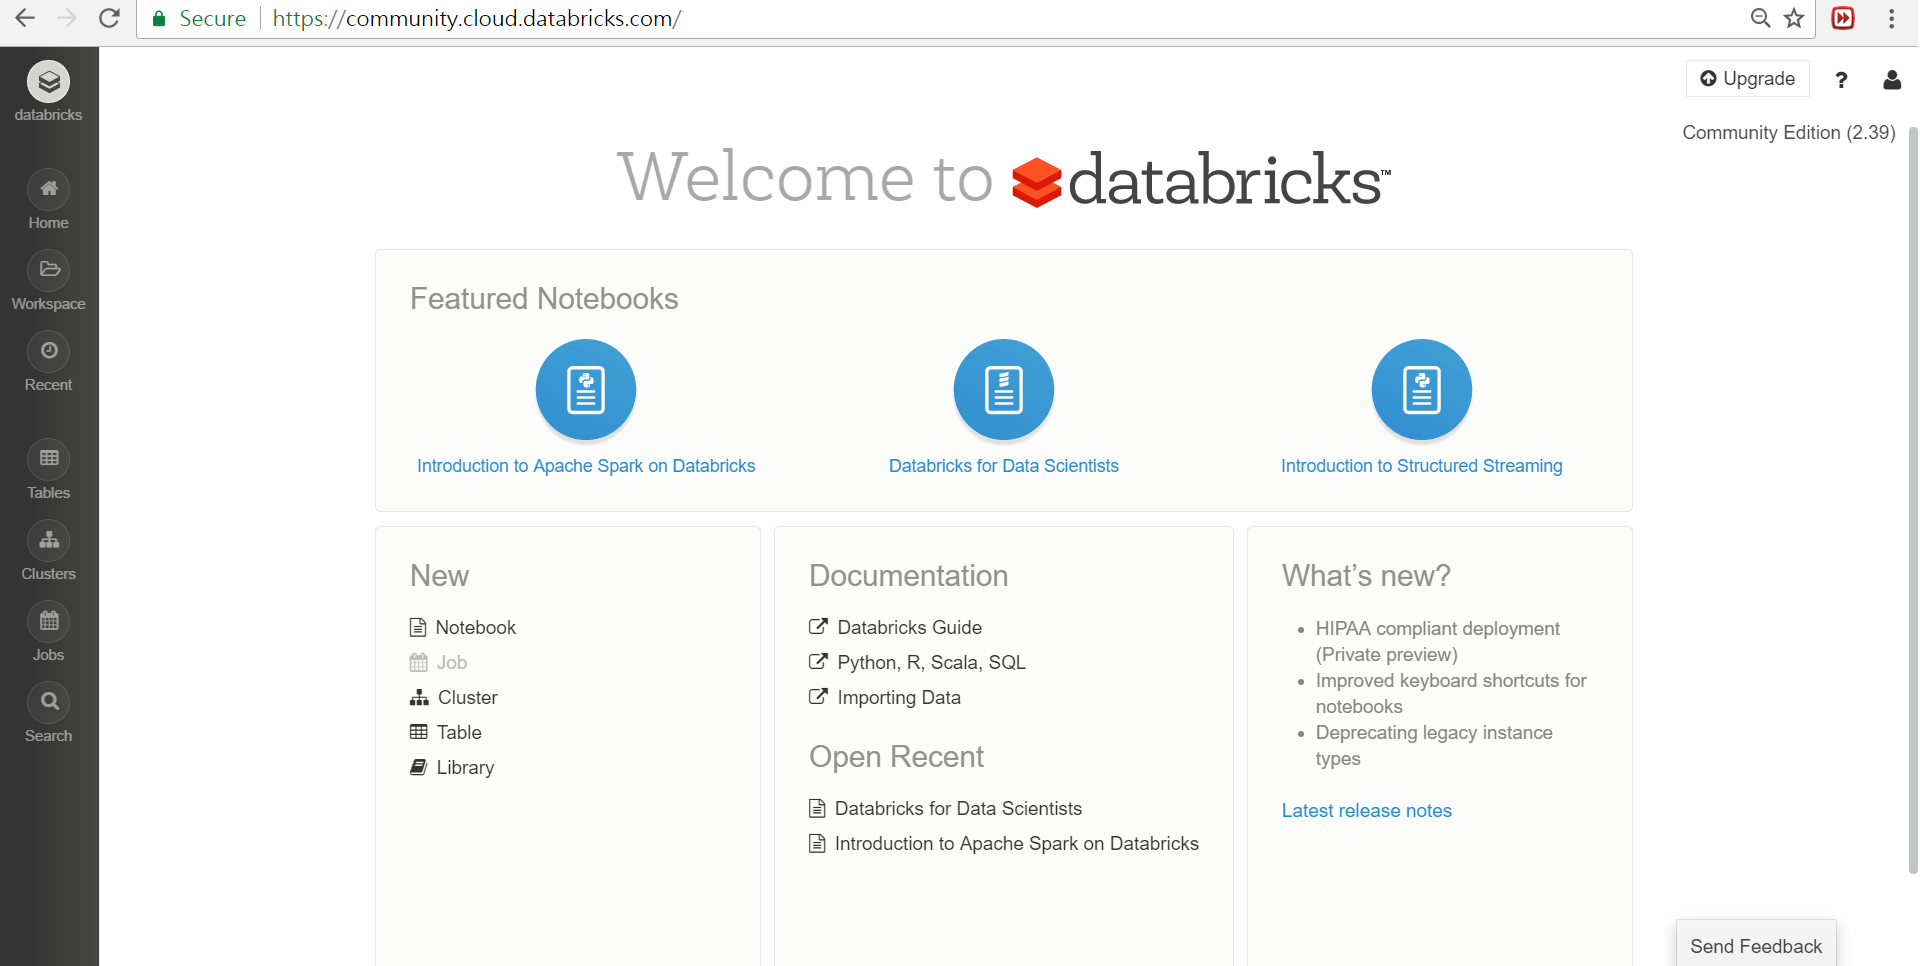 Secure https://community.cloud.databricks.com/
databricks
Home
Workspace
Recent
Tables
Clusters
Jobs
Search
Upgrade ?
Community Edition (2.39)
Welcome to databricks™
Featured Notebooks
Introduction to Apache Spark on Databricks
Databricks for Data Scientists
Introduction to Structured Streaming
New
Notebook
Job
Cluster
Table
Library
Documentation
Databricks Guide
Python, R, Scala, SQL
Importing Data
Open Recent
Databricks for Data Scientists
Introduction to Apache Spark on Databricks
What’s new?
• HIPAA compliant deployment
(Private preview)
• Improved keyboard shortcuts for
notebooks
• Deprecating legacy instance
types
Latest release notes
Send Feedback